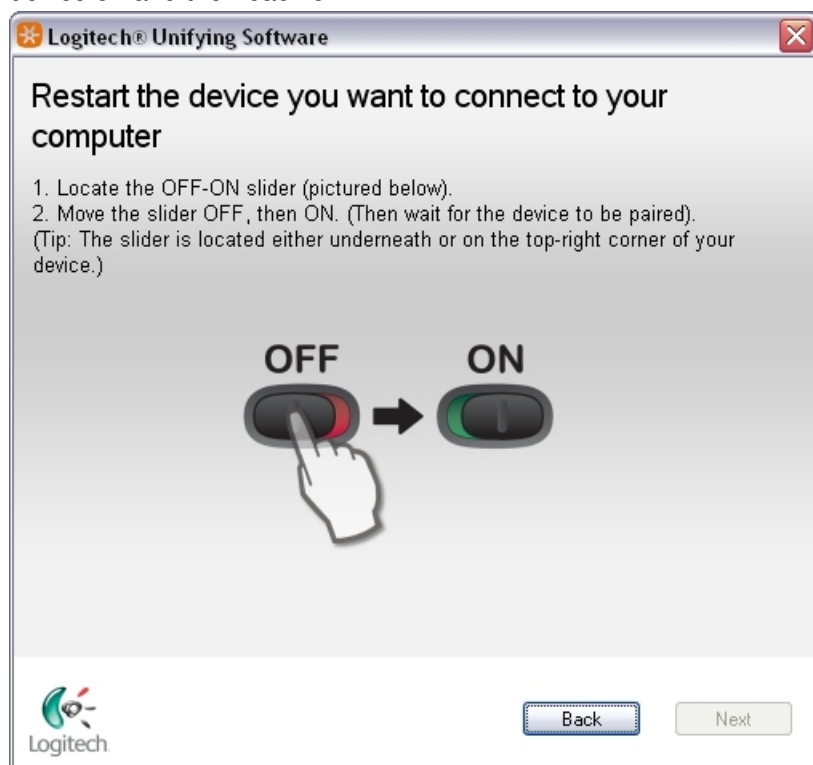 Logitech® Unifying Software
Restart the device you want to connect to your
computer
1. Locate the OFF-ON slider (pictured below).
2. Move the slider OFF, then ON. (Then wait for the device to be paired).
(Tip: The slider is located either underneath or on the top-right corner of your
device.)
OFF ON
Logitech
Back Next